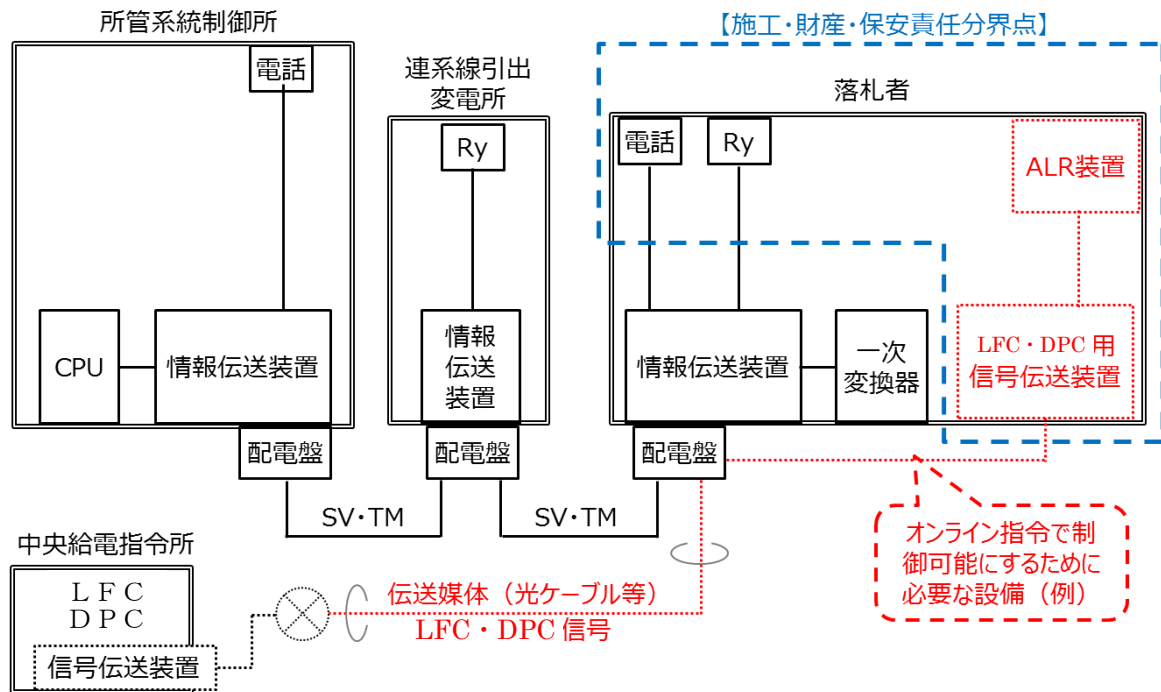 所管系統制御所
電話
CPU
情報伝送装置
配電盤
連系線引出
変電所
Ry
情報
伝送
装置
配電盤
【施工・財産・保安責任分界点】
落札者
電話
Ry
ALR装置
情報伝送装置
一次
変換器
LFC・DPC 用
信号伝送装置
配電盤
SV・TM
SV・TM
オンライン指令で制
御可能にするために
必要な設備（例）
中央給電指令所
ＬＦＣ
ＤＰＣ
信号伝送装置
伝送媒体（光ケーブル等）
LFC・DPC 信号